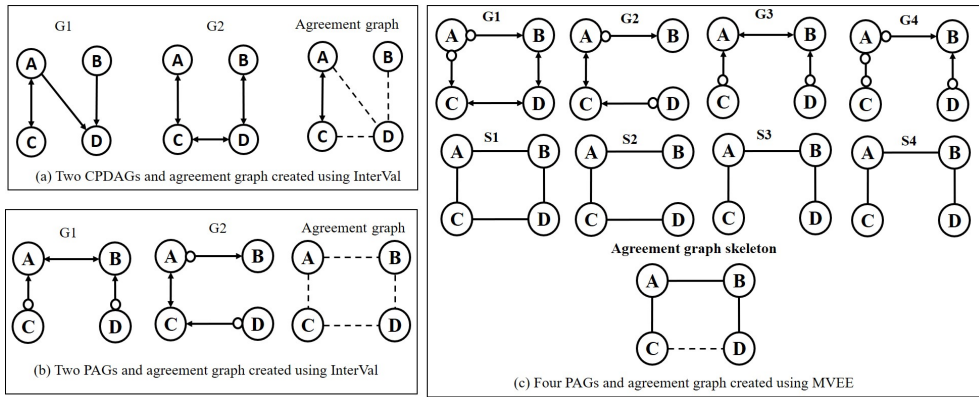 G1 G2 Agreement graph
A B A B A B
C D C D C D
(a) Two CPDAGs and agreement graph created using InterVal
G1 G2 Agreement graph
A B A B A B
C D C D C D
(b) Two PAGs and agreement graph created using InterVal
G1 G2 G3 G4
A B A B A B A B
C D C D C D C D
S1 S2 S3 S4
A B A B A B A B
C D C D C D C D
Agreement graph skeleton
A B
C D
(c) Four PAGs and agreement graph created using MVEE